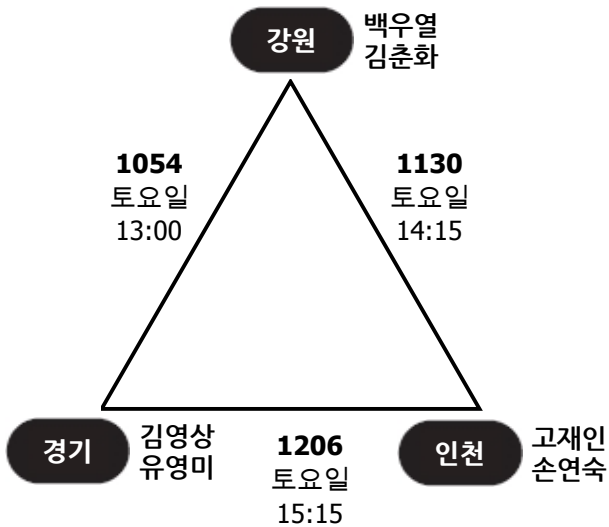 강원
백우열
김춘화
1054
토요일
13:00
1130
토요일
14:15
경기
김영상
유영미
1206
토요일
15:15
인천
고재인
손연숙